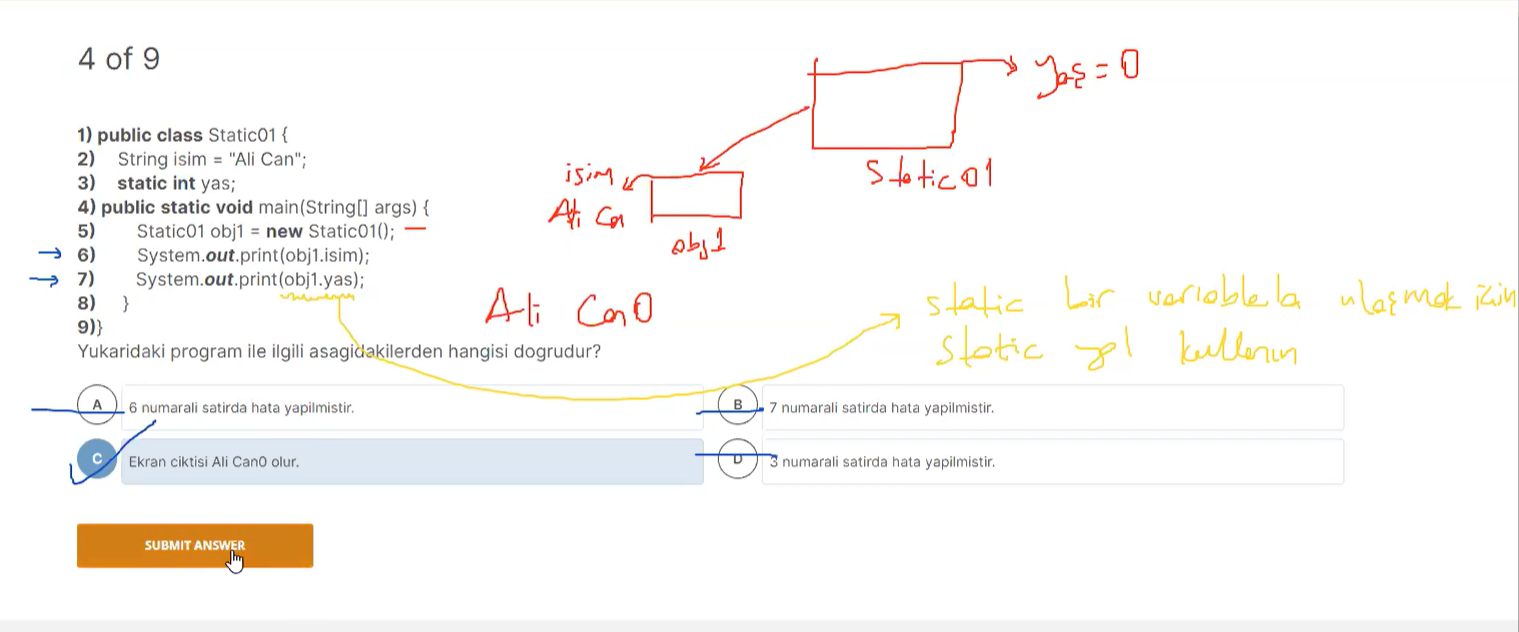 4 of 9
yas = 0
1) public class Static01 {
2) String isim = "Ali Can";
3) static int yas;
4) public static void main(String[] args) {
5) Static01 obj1 = new Static01();
6) System.out.print(obj1.isim);
7) System.out.print(obj1.yas);
8) }
9)}
isim
Ali Can
obj1
Static01
Ali Can0
static bir variable'a ulaşmak için
static yol kullanın
Yukaridaki program ile ilgili asagidakilerden hangisi dogrudur?
A 6 numarali satirda hata yapilmistir.
B 7 numarali satirda hata yapilmistir.
C Ekran ciktisi Ali Can0 olur.
D 3 numarali satirda hata yapilmistir.
SUBMIT ANSWER